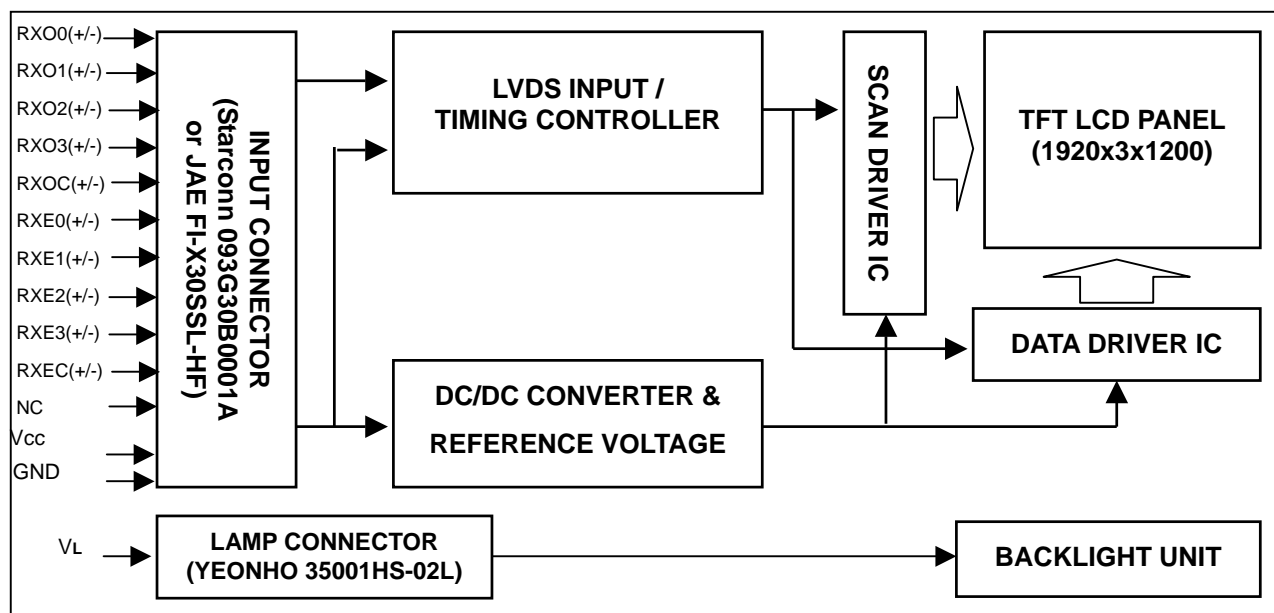 RXO0(+/-)
RXO1(+/-)
RXO2(+/-)
RXO3(+/-)
RXOC(+/-)
RXE0(+/-)
RXE1(+/-)
RXE2(+/-)
RXE3(+/-)
RXEC(+/-)
NC
Vcc
GND
INPUT CONNECTOR
(Starconn 093G30B0001A
or JAE FI-X30SSL-HF)
LVDS INPUT /
TIMING CONTROLLER
SCAN DRIVER IC
TFT LCD PANEL
(1920x3x1200)
DATA DRIVER IC
DC/DC CONVERTER &
REFERENCE VOLTAGE
VL
LAMP CONNECTOR
(YEONHO 35001HS-02L)
BACKLIGHT UNIT